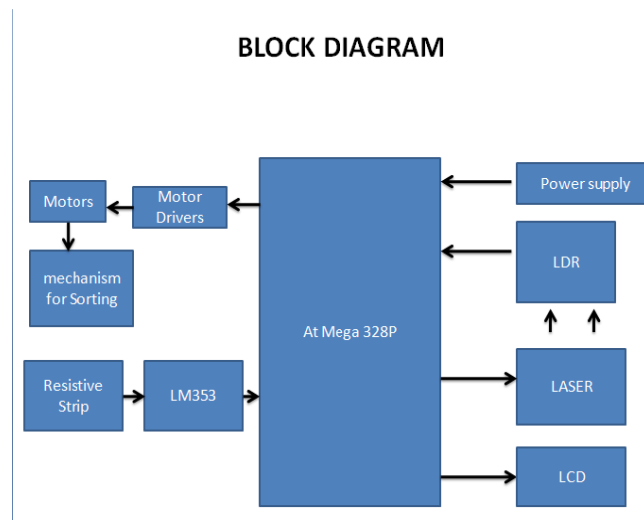 BLOCK DIAGRAM
Motors
Motor
Drivers
mechanism
for Sorting
Resistive
Strip
LM353
At Mega 328P
Power supply
LDR
LASER
LCD